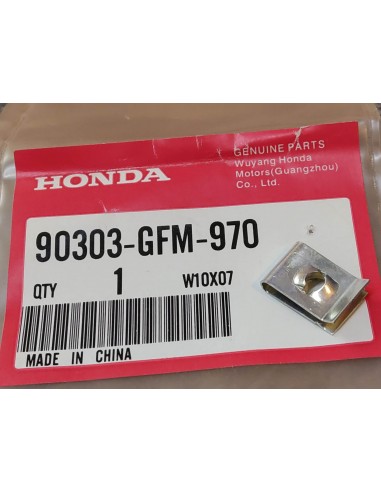 HONDA
GENUINE PARTS
Wuyang Honda
Motors(Guangzhou)
Co., Ltd.
90303-GFM-970
QTY 1 W10X07
MADE IN CHINA